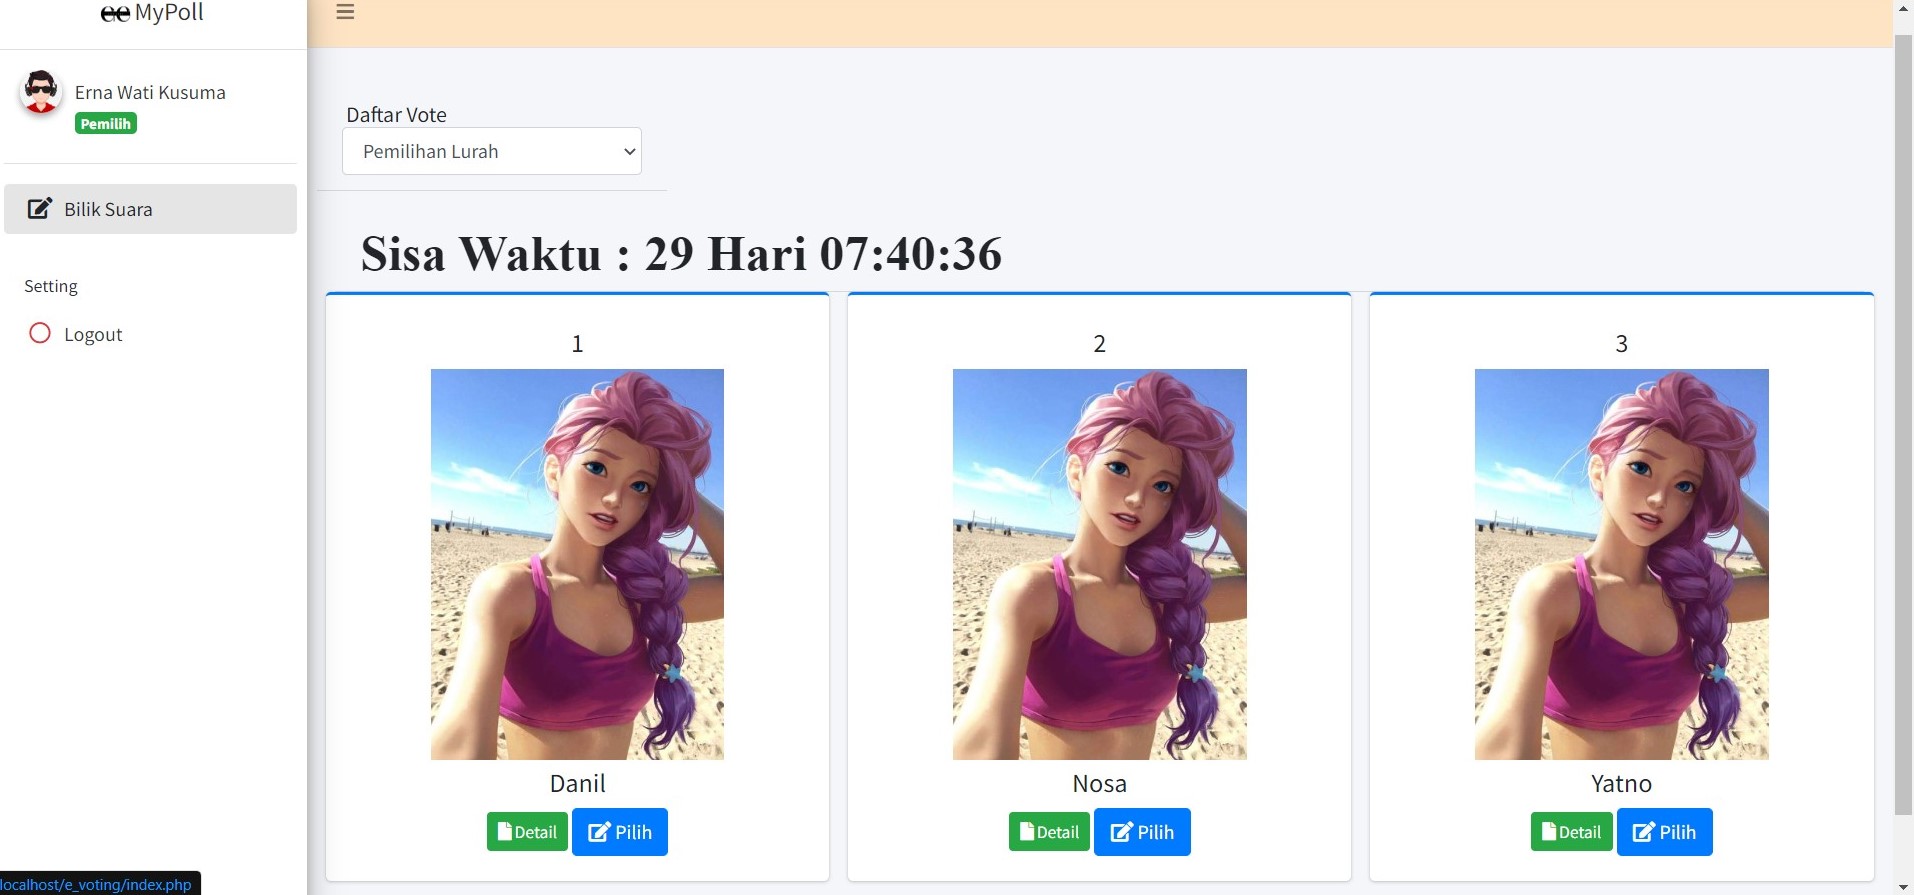 MyPoll
Erna Wati Kusuma
Pemilih
Bilik Suara
Setting
Logout
Daftar Vote
Pemilihan Lurah
Sisa Waktu : 29 Hari 07:40:36
1
Danil
Detail Pilih
2
Nosa
Detail Pilih
3
Yatno
Detail Pilih
localhost/e_voting/index.php